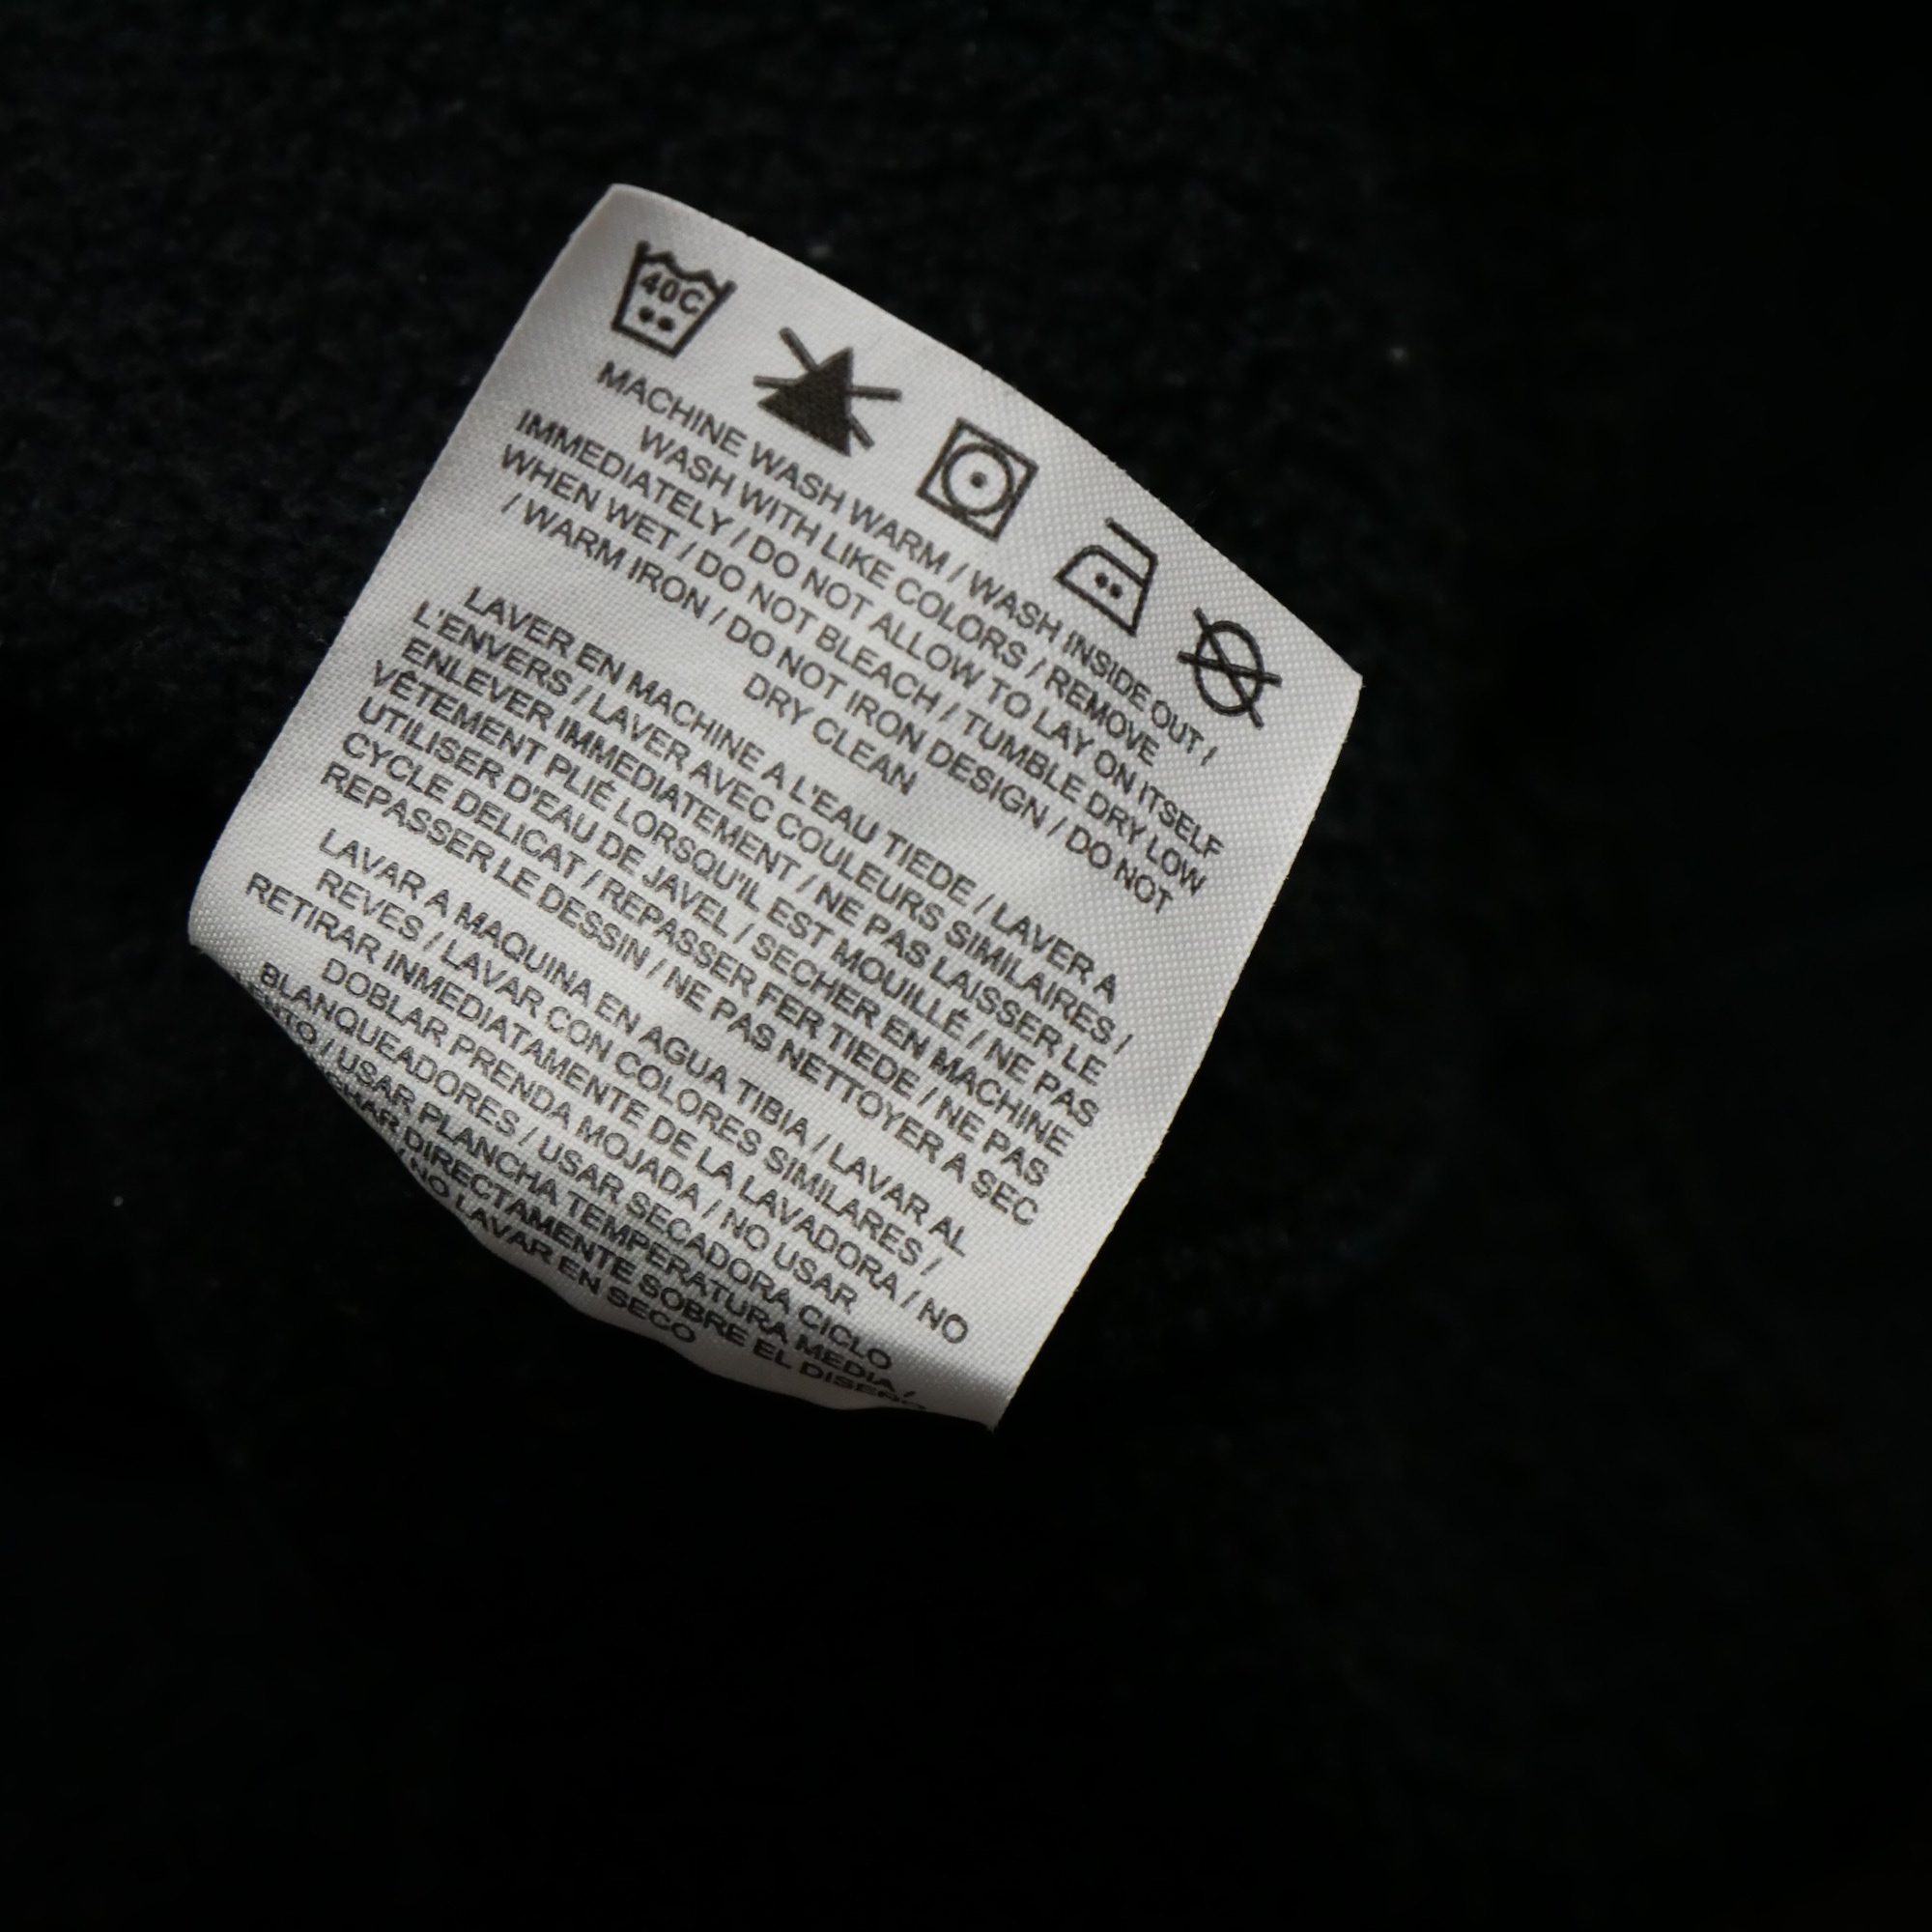 40C
MACHINE WASH WARM / WASH INSIDE OUT /
WASH WITH LIKE COLORS / REMOVE
IMMEDIATELY / DO NOT ALLOW TO LAY ON ITSELF
WHEN WET / DO NOT BLEACH / TUMBLE DRY LOW
/ WARM IRON / DO NOT IRON DESIGN / DO NOT
DRY CLEAN
LAVER EN MACHINE A L'EAU TIEDE / LAVER A
L'ENVERS / LAVER AVEC COULEURS SIMILAIRES /
ENLEVER IMMEDIATEMENT / NE PAS LAISSER LE
VÊTEMENT PLIÉ LORSQU'IL EST MOUILLÉ / NE PAS
UTILISER D'EAU DE JAVEL / SECHER EN MACHINE
CYCLE DELICAT / REPASSER FER TIEDE / NE PAS
REPASSER LE DESSIN / NE PAS NETTOYER A SEC
LAVAR A MAQUINA EN AGUA TIBIA / LAVAR AL
REVES / LAVAR CON COLORES SIMILARES /
RETIRAR INMEDIATAMENTE DE LA LAVADORA / NO
DOBLAR PRENDA MOJADA / NO USAR
BLANQUEADORES / USAR SECADORA CICLO
/ USAR PLANCHA TEMPERATURA MEDIA /
DIRECTAMENTE SOBRE EL DISEÑO
/ NO LAVAR EN SECO